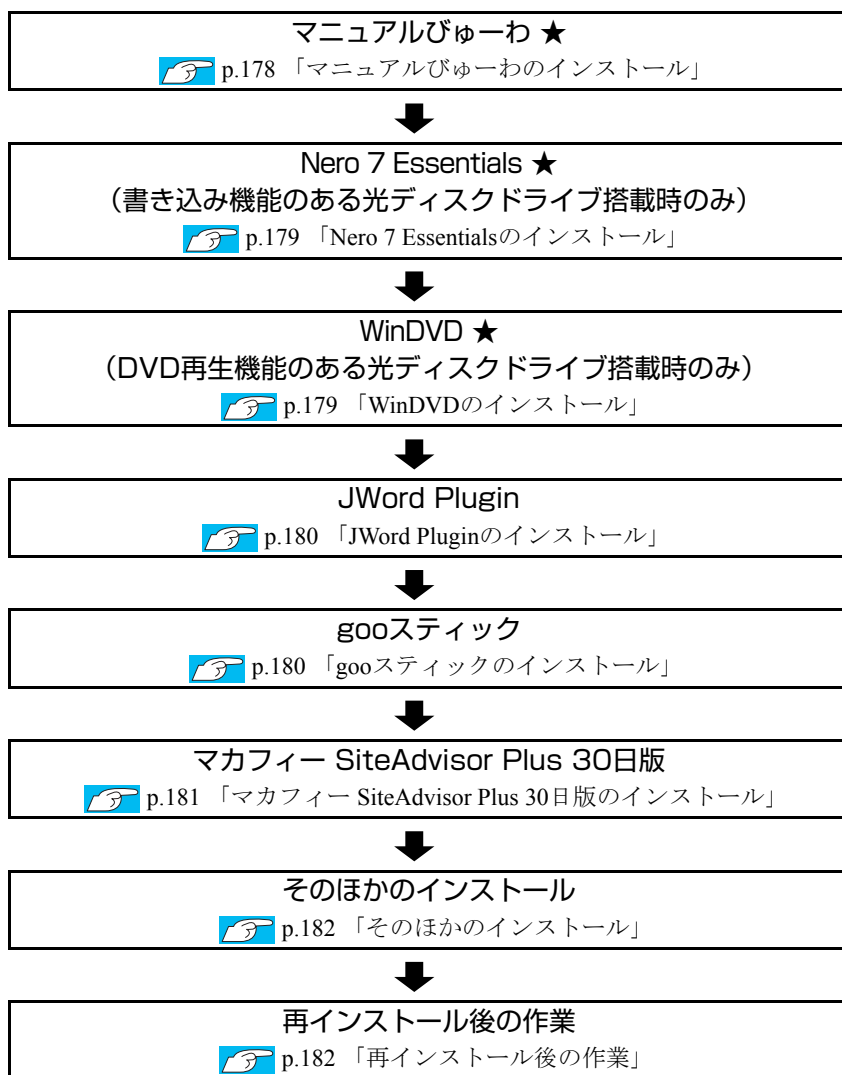 マニュアルびゅーわ ★
p.178 「マニュアルびゅーわのインストール」
Nero 7 Essentials ★
（書き込み機能のある光ディスクドライブ搭載時のみ）
p.179 「Nero 7 Essentialsのインストール」
WinDVD ★
（DVD再生機能のある光ディスクドライブ搭載時のみ）
p.179 「WinDVDのインストール」
JWord Plugin
p.180 「JWord Pluginのインストール」
gooスティック
p.180 「gooスティックのインストール」
マカフィー SiteAdvisor Plus 30日版
p.181 「マカフィー SiteAdvisor Plus 30日版のインストール」
そのほかのインストール
p.182 「そのほかのインストール」
再インストール後の作業
p.182 「再インストール後の作業」